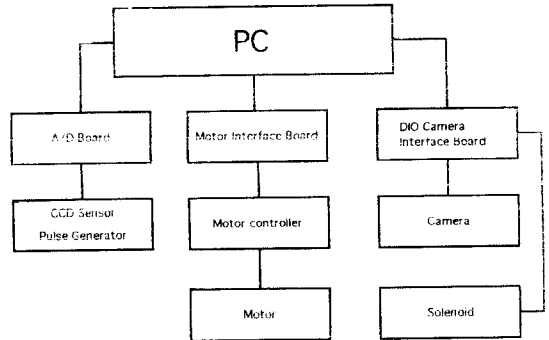 PC
A/D Board
Motor Interface Board
DIO Camera
Interface Board
CCD Sensor
Pulse Generator
Motor controller
Camera
Motor
Solenoid